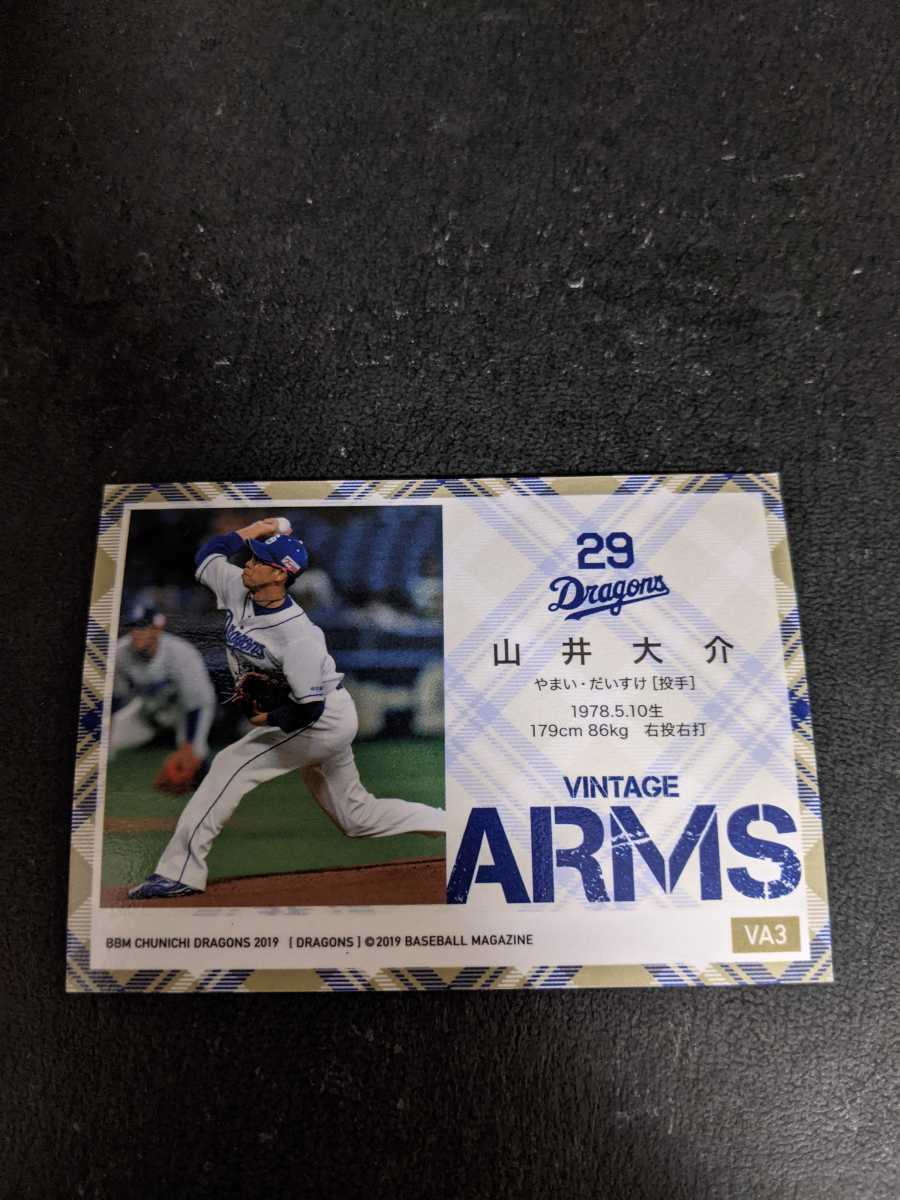 29
Dragons
山井大介
やまい・だいすけ [投手]
1978.5.10生
179cm 86kg 右投右打
VINTAGE
ARMS
VA3
BBM CHUNICHI DRAGONS 2019 [ DRAGONS ] ©2019 BASEBALL MAGAZINE
Dragons